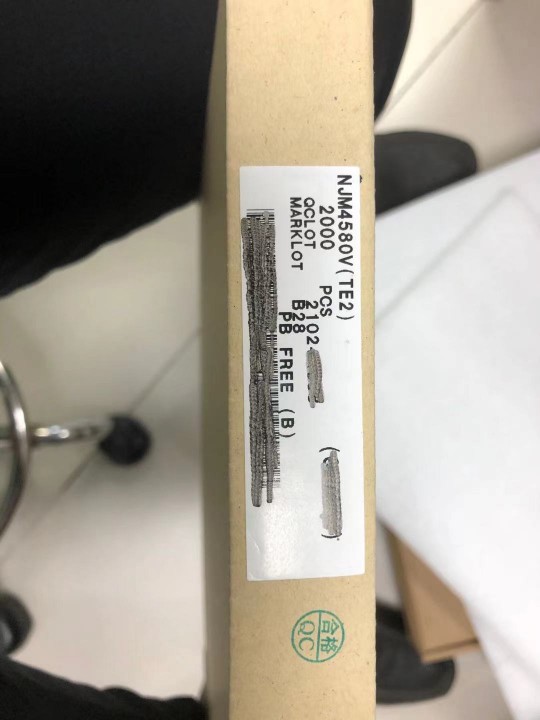 NJM4580V(TE2)
2000 PCS
QCLOT 2102-
MARKLOT B28
PB FREE (B)
合格
QC